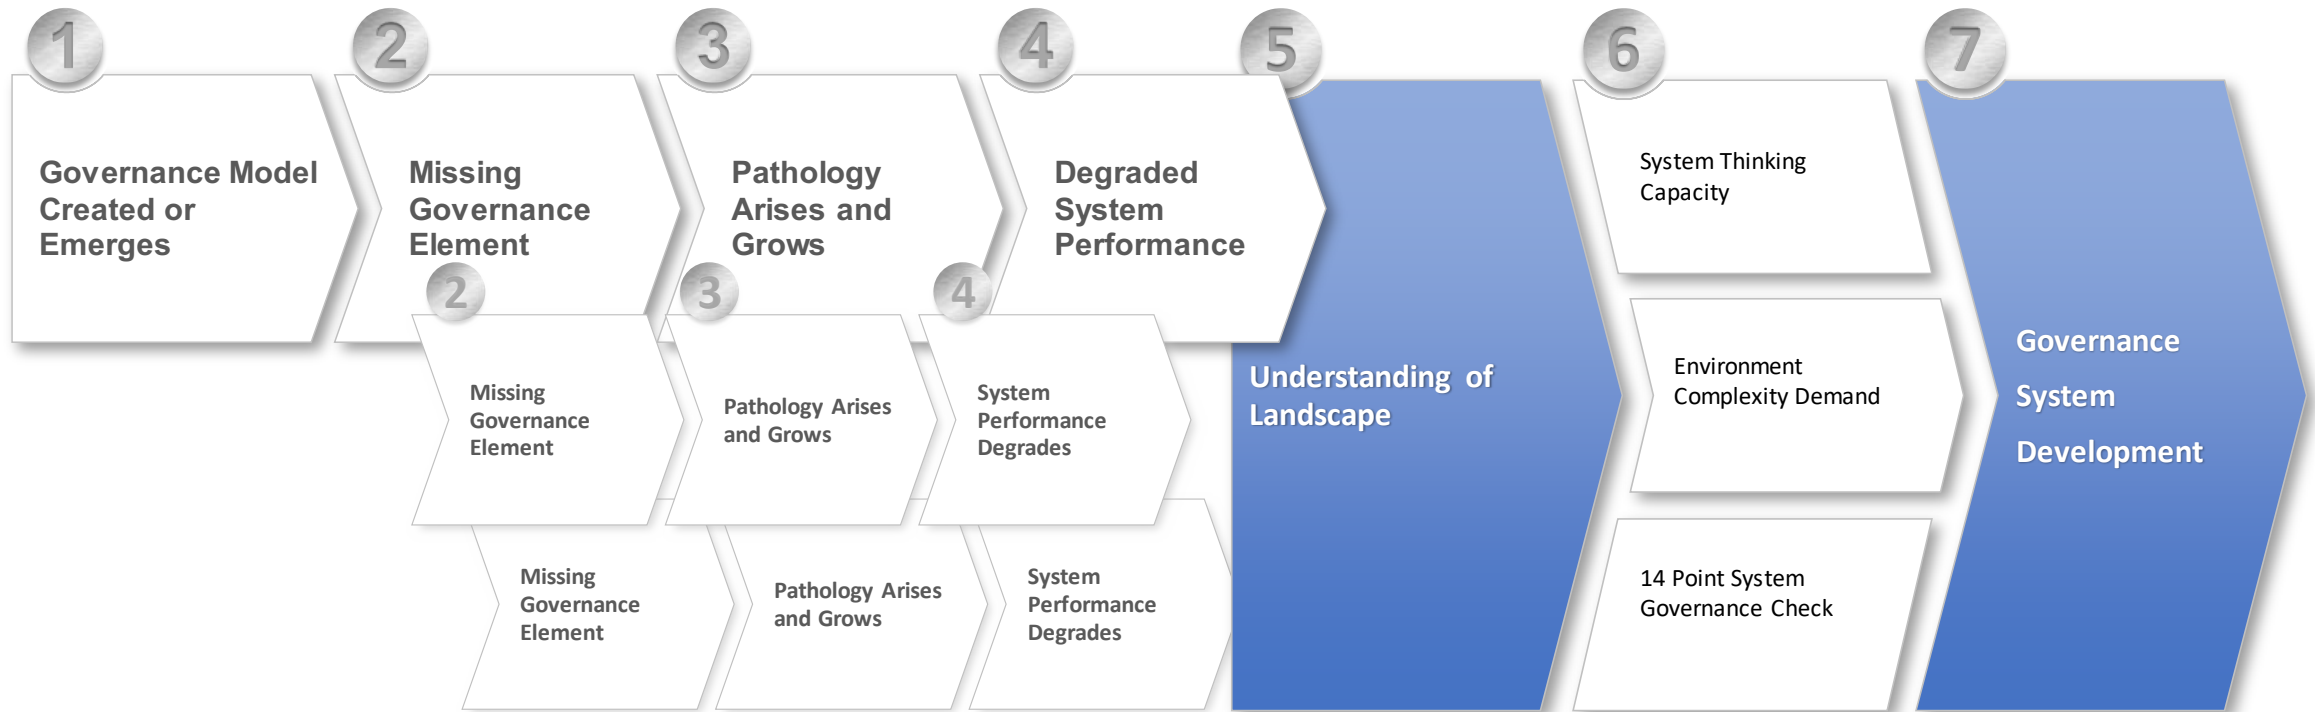 1
Governance Model
Created or
Emerges
2
Missing
Governance
Element
3
Pathology
Arises and
Grows
4
Degraded
System
Performance
2
Missing
Governance
Element
3
Pathology Arises
and Grows
4
System
Performance
Degrades
Missing
Governance
Element
Pathology Arises
and Grows
System
Performance
Degrades
5
Understanding of
Landscape
6
System Thinking
Capacity
Environment
Complexity Demand
14 Point System
Governance Check
7
Governance
System
Development